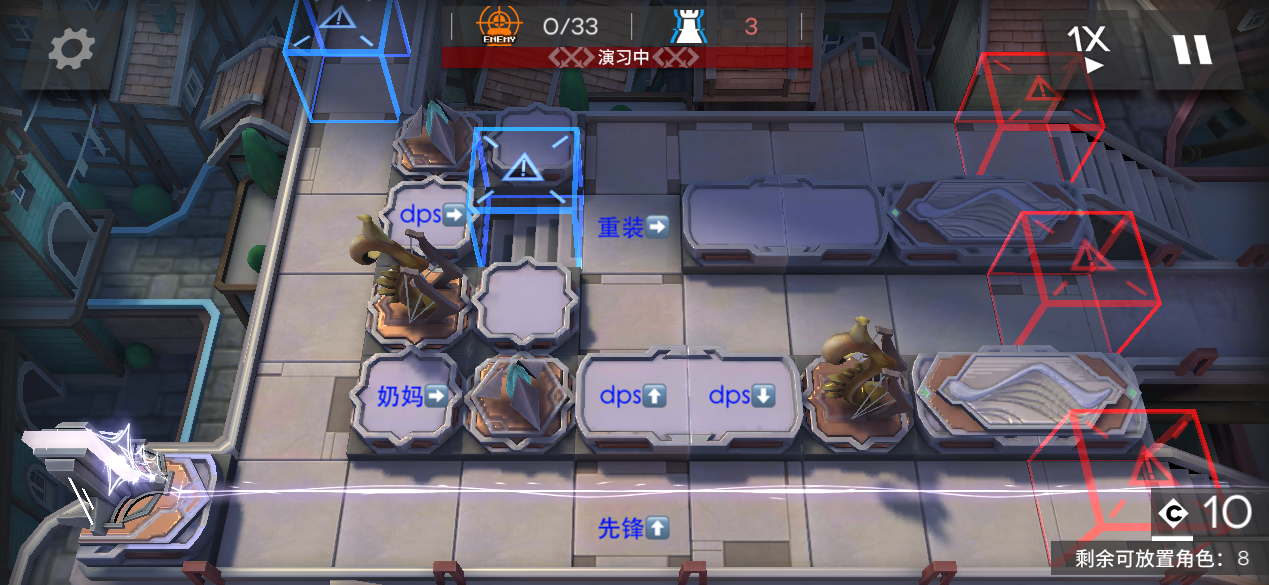 ENEMY 0/33 3
演习中
1X
dps➡
重装➡
奶妈➡ dps⬆ dps⬇
先锋⬆
C 10
剩余可放置角色：8